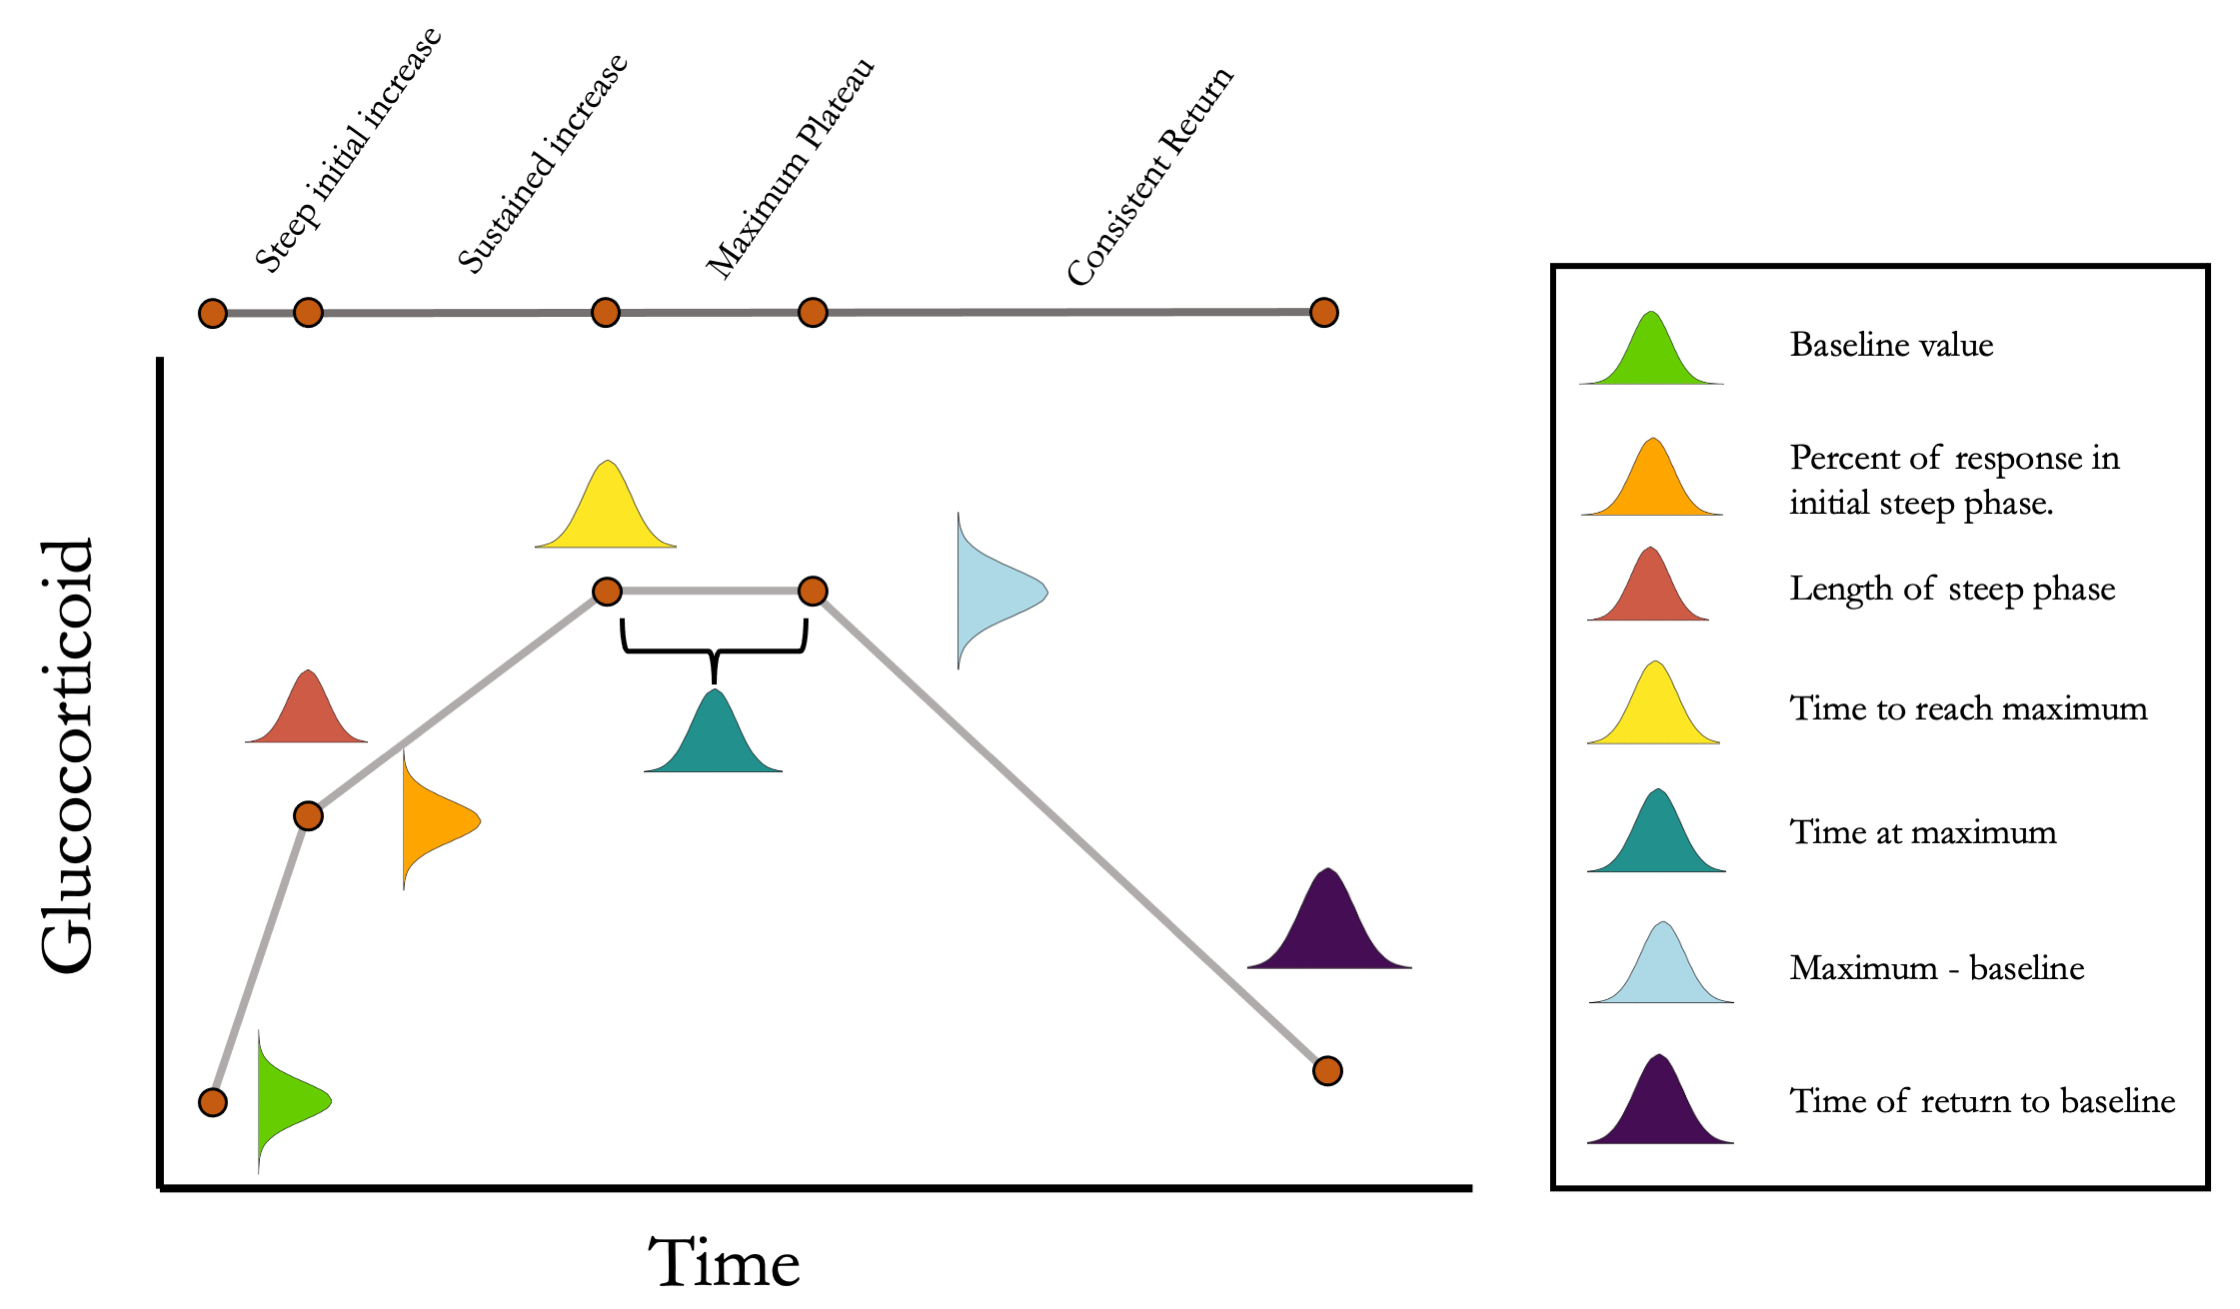 Steep initial increase
Sustained increase
Maximum Plateau
Consistent Return
Glucocorticoid
Time
Baseline value
Percent of response in
initial steep phase.
Length of steep phase
Time to reach maximum
Time at maximum
Maximum - baseline
Time of return to baseline